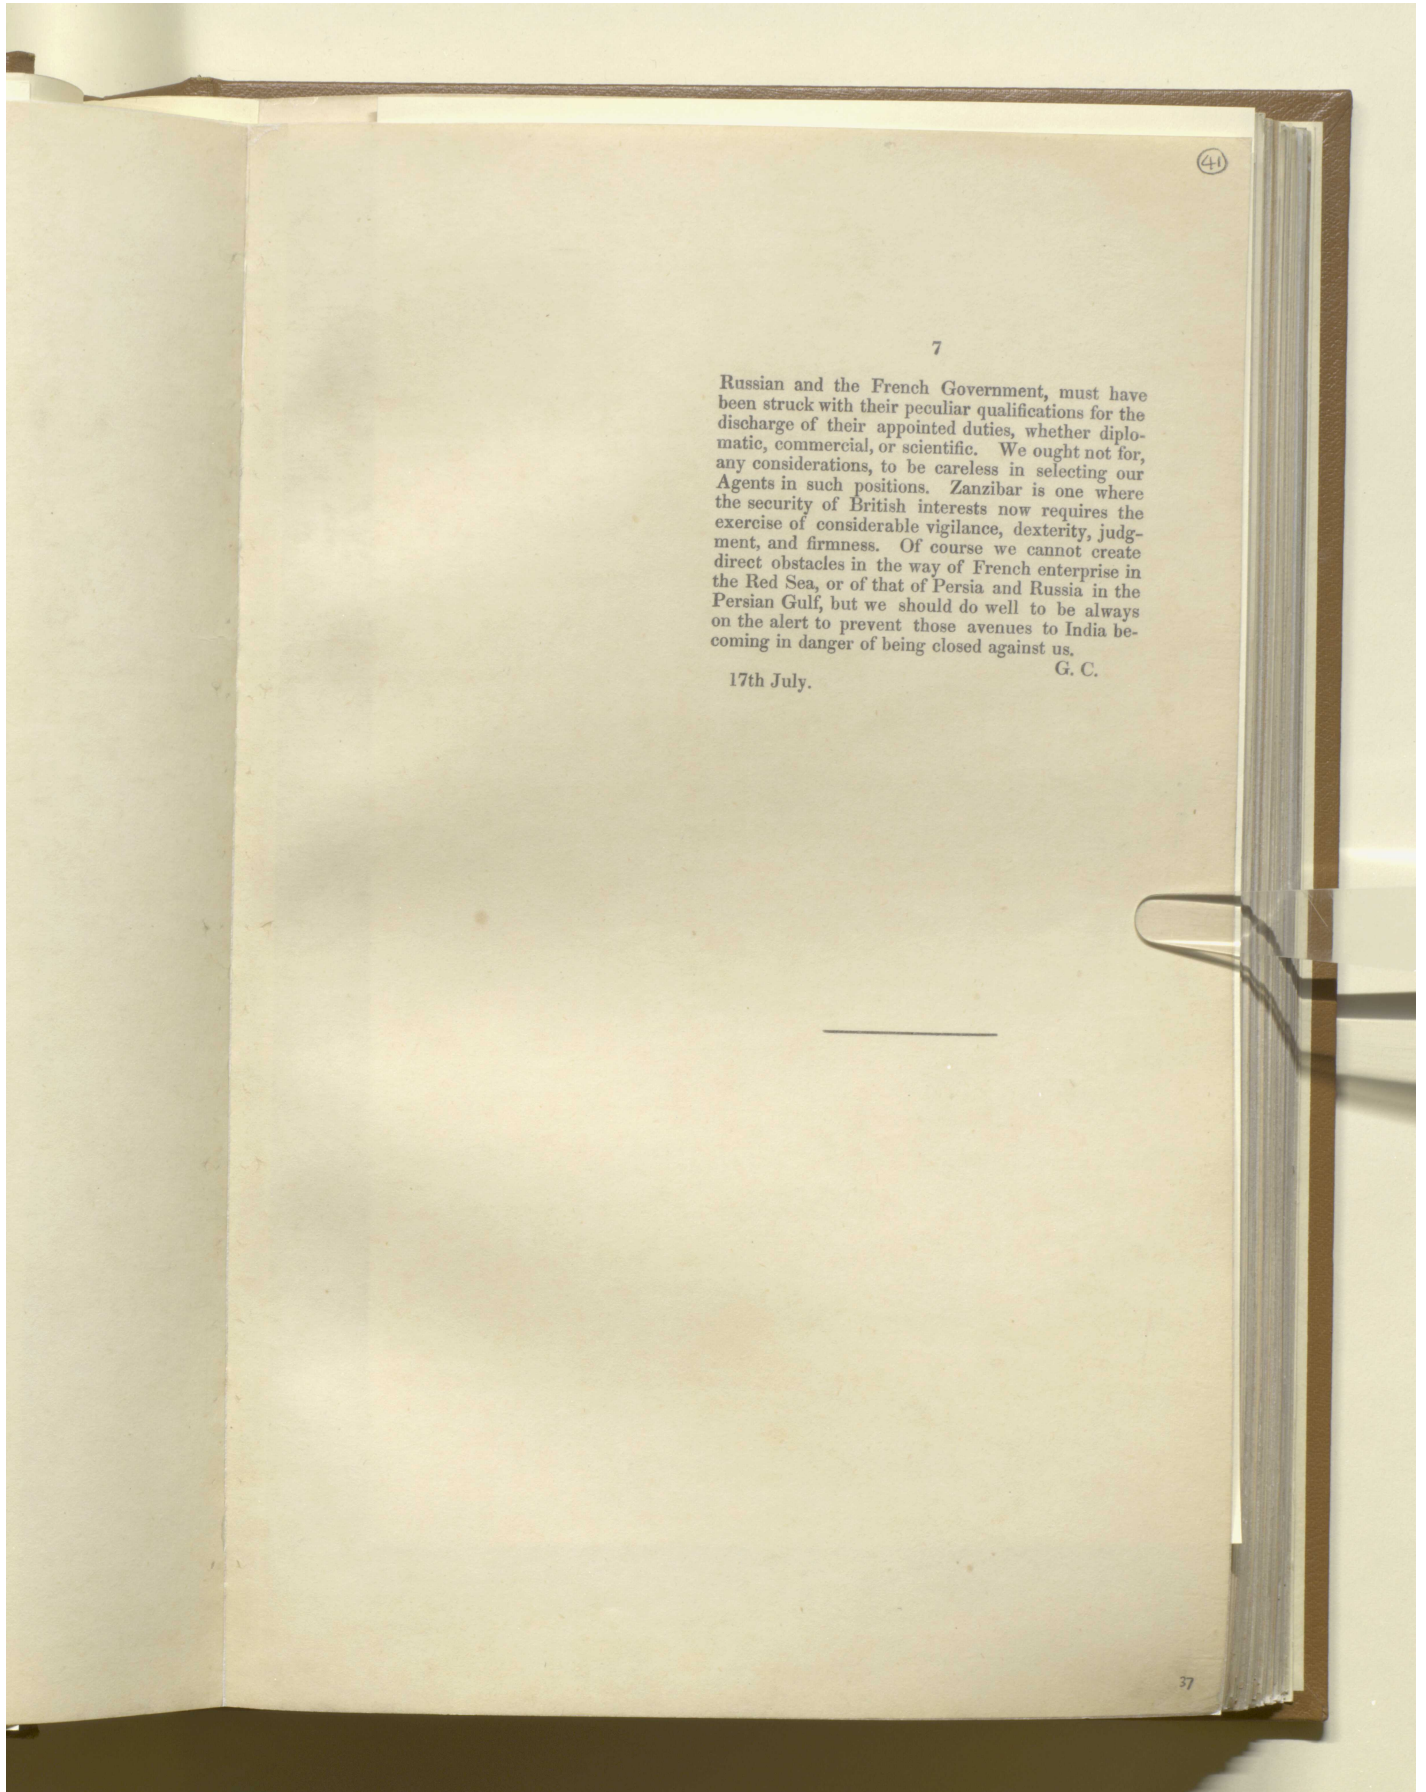 41
7
Russian and the French Government, must have
been struck with their peculiar qualifications for the
discharge of their appointed duties, whether diplo-
matic, commercial, or scientific. We ought not for,
any considerations, to be careless in selecting our
Agents in such positions. Zanzibar is one where
the security of British interests now requires the
exercise of considerable vigilance, dexterity, judg-
ment, and firmness. Of course we cannot create
direct obstacles in the way of French enterprise in
the Red Sea, or of that of Persia and Russia in the
Persian Gulf, but we should do well to be always
on the alert to prevent those avenues to India be-
coming in danger of being closed against us.
G. C.
17th July.
37